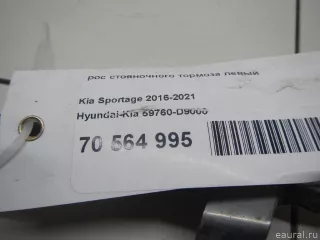 рос стояночного тормоза левый
Kia Sportage 2016-2021
Hyundai-Kia 59760-D9000
70 564 995
eaural.ru